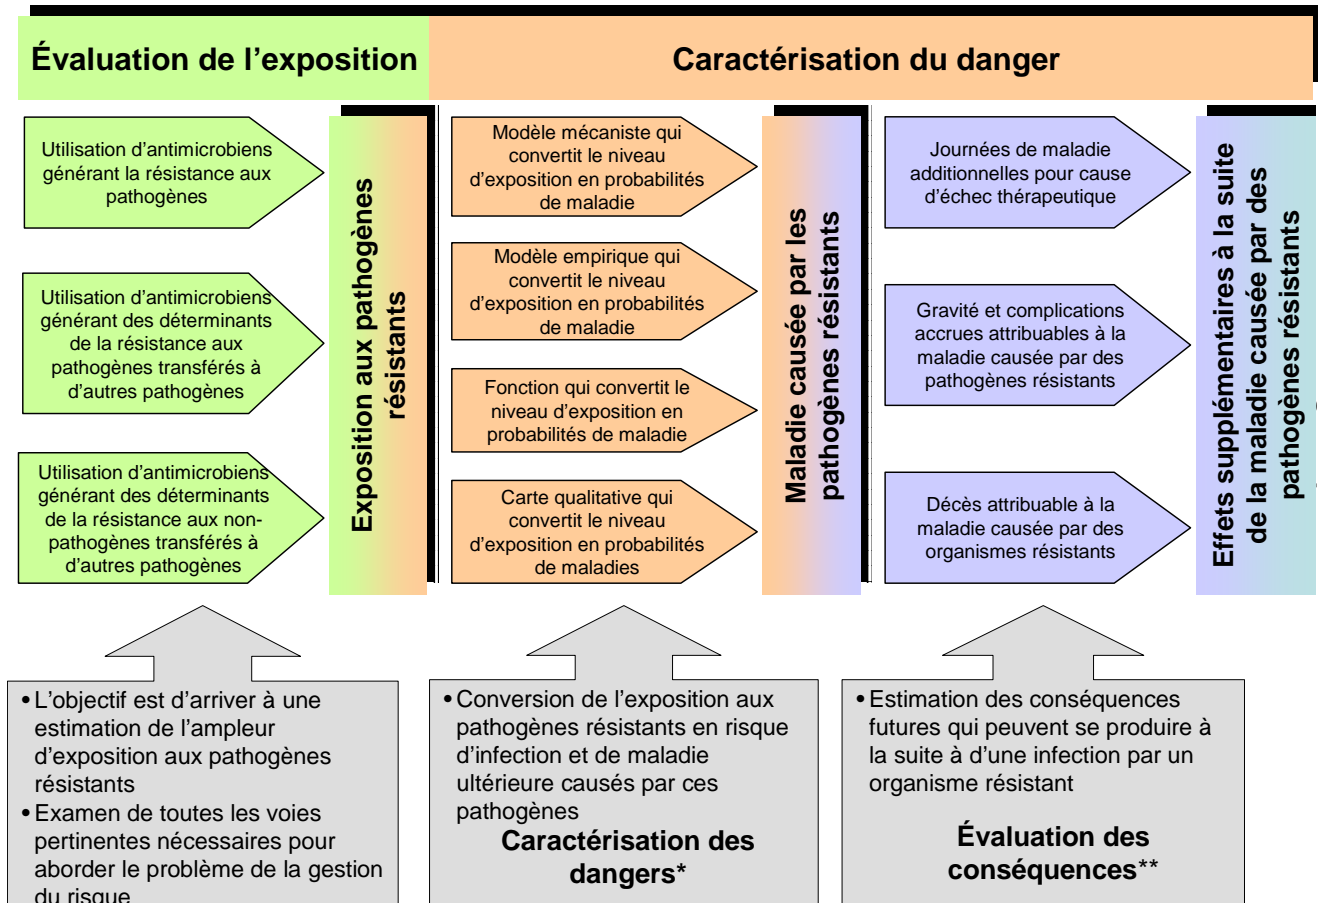 Évaluation de l’exposition
Caractérisation du danger
Utilisation d’antimicrobiens
générant la résistance aux
pathogènes
Utilisation d’antimicrobiens
générant des déterminants
de la résistance aux
pathogènes transférés à
d’autres pathogènes
Utilisation d’antimicrobiens
générant des déterminants
de la résistance aux non-
pathogènes transférés à
d’autres pathogènes
Exposition aux pathogènes
résistants
Modèle mécaniste qui
convertit le niveau
d’exposition en probabilités
de maladie
Modèle empirique qui
convertit le niveau
d’exposition en probabilités
de maladie
Fonction qui convertit le
niveau d’exposition en
probabilités de maladie
Carte qualitative qui
convertit le niveau
d’exposition en probabilités
de maladies
Maladie causée par les
pathogènes résistants
Journées de maladie
additionnelles pour cause
d’échec thérapeutique
Gravité et complications
accrues attribuables à la
maladie causée par des
pathogènes résistants
Décès attribuable à la
maladie causée par des
organismes résistants
Effets supplémentaires à la suite
de la maladie causée par des
pathogènes résistants
• L’objectif est d’arriver à une
estimation de l’ampleur
d’exposition aux pathogènes
résistants
• Examen de toutes les voies
pertinentes nécessaires pour
aborder le problème de la gestion
du risque
• Conversion de l’exposition aux
pathogènes résistants en risque
d’infection et de maladie
ultérieure causés par ces
pathogènes
Caractérisation des
dangers*
• Estimation des conséquences
futures qui peuvent se produire à
la suite à d’une infection par un
organisme résistant
Évaluation des
conséquences**